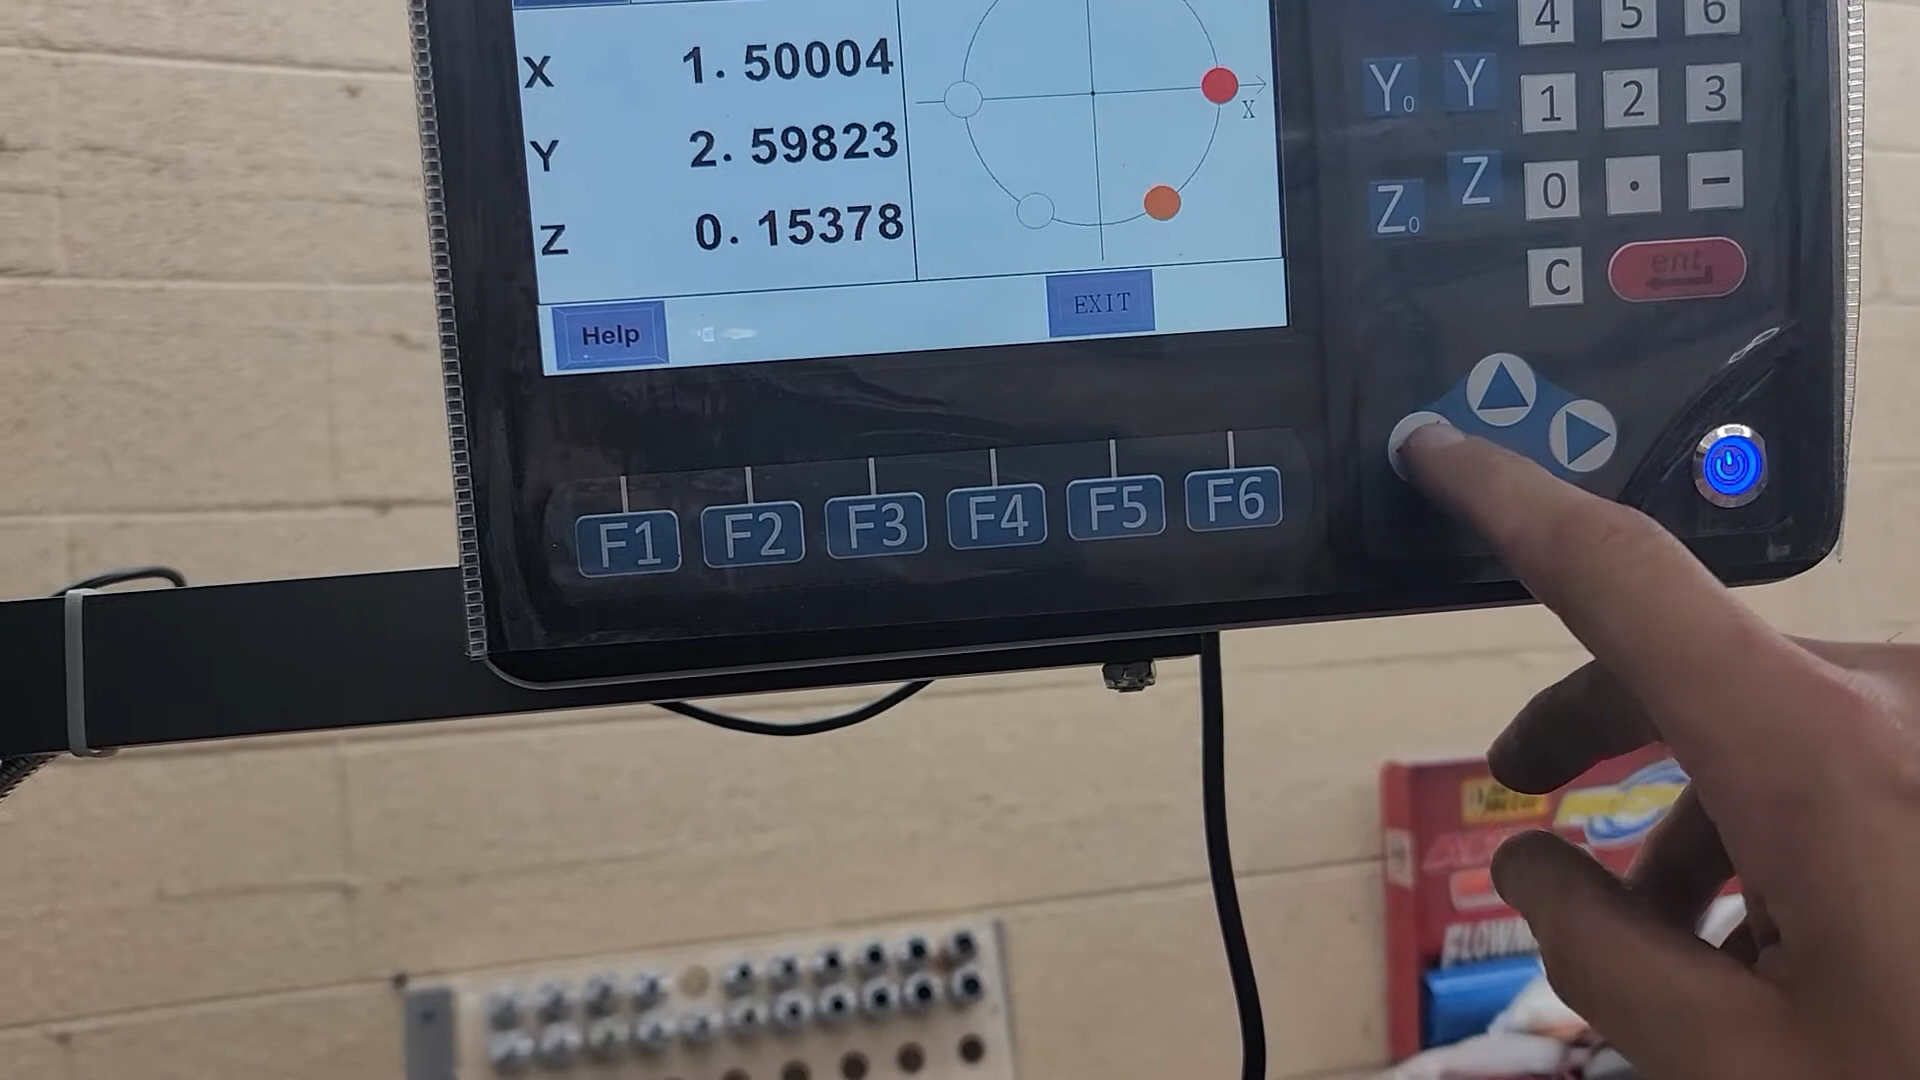 X 1.50004
Y 2.59823
Z 0.15378
X
Help
EXIT
F1 F2 F3 F4 F5 F6
4 5 6
Y0 Y 1 2 3
Z0 Z 0 . −
C ent
FLOW